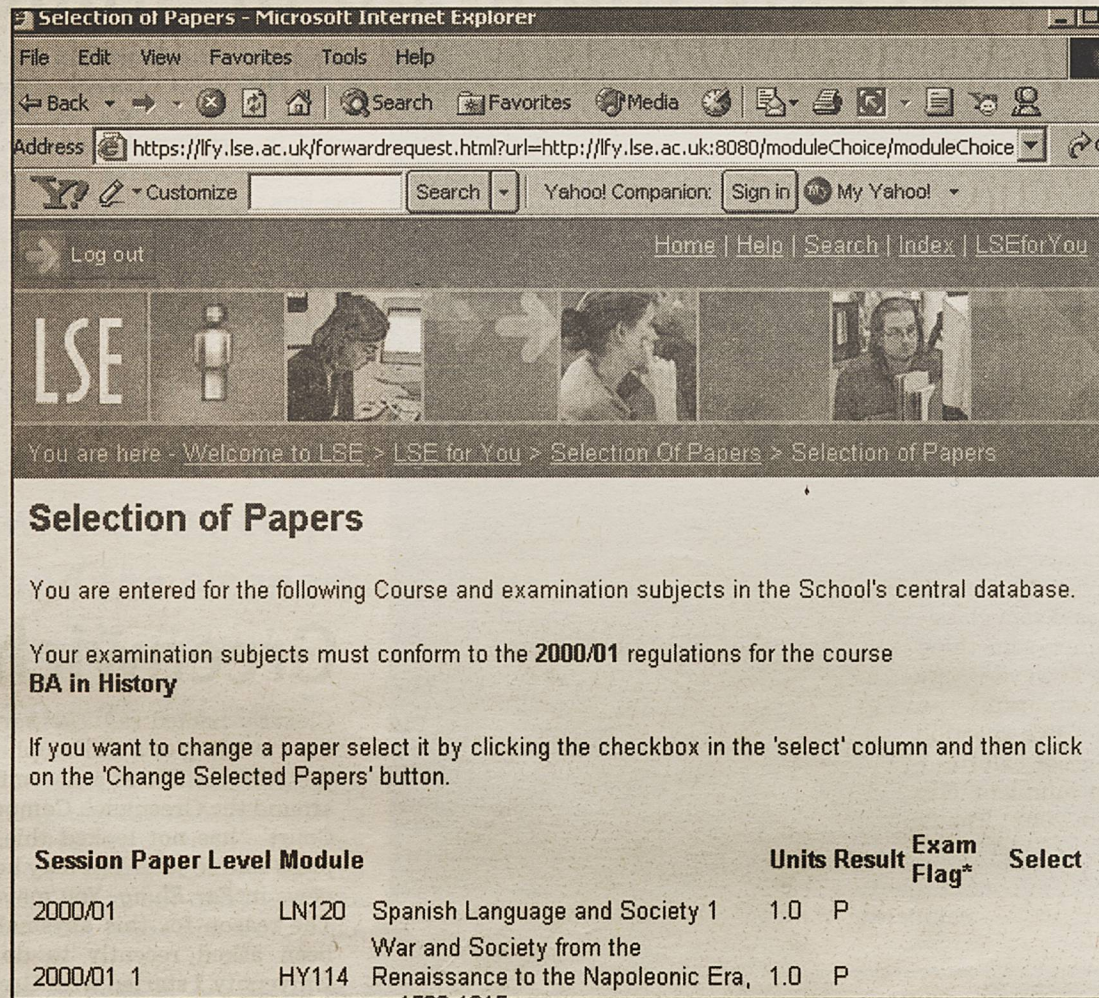 Selection of Papers - Microsoft Internet Explorer
File Edit View Favorites Tools Help
Back Search Favorites Media
Address https://lfy.lse.ac.uk/forwardrequest.html?url=http://lfy.lse.ac.uk:8080/moduleChoice/moduleChoice
Y! Customize Search Yahoo! Companion: Sign in My Yahoo!
Log out Home | Help | Search | Index | LSEforYou
LSE
You are here - Welcome to LSE > LSE for You > Selection Of Papers > Selection of Papers
Selection of Papers
You are entered for the following Course and examination subjects in the School's central database.
Your examination subjects must conform to the 2000/01 regulations for the course
BA in History
If you want to change a paper select it by clicking the checkbox in the 'select' column and then click
on the 'Change Selected Papers' button.
Session Paper Level Module Units Result Exam Flag* Select
2000/01 LN120 Spanish Language and Society 1 1.0 P
War and Society from the
2000/01 1 HY114 Renaissance to the Napoleonic Era, 1.0 P